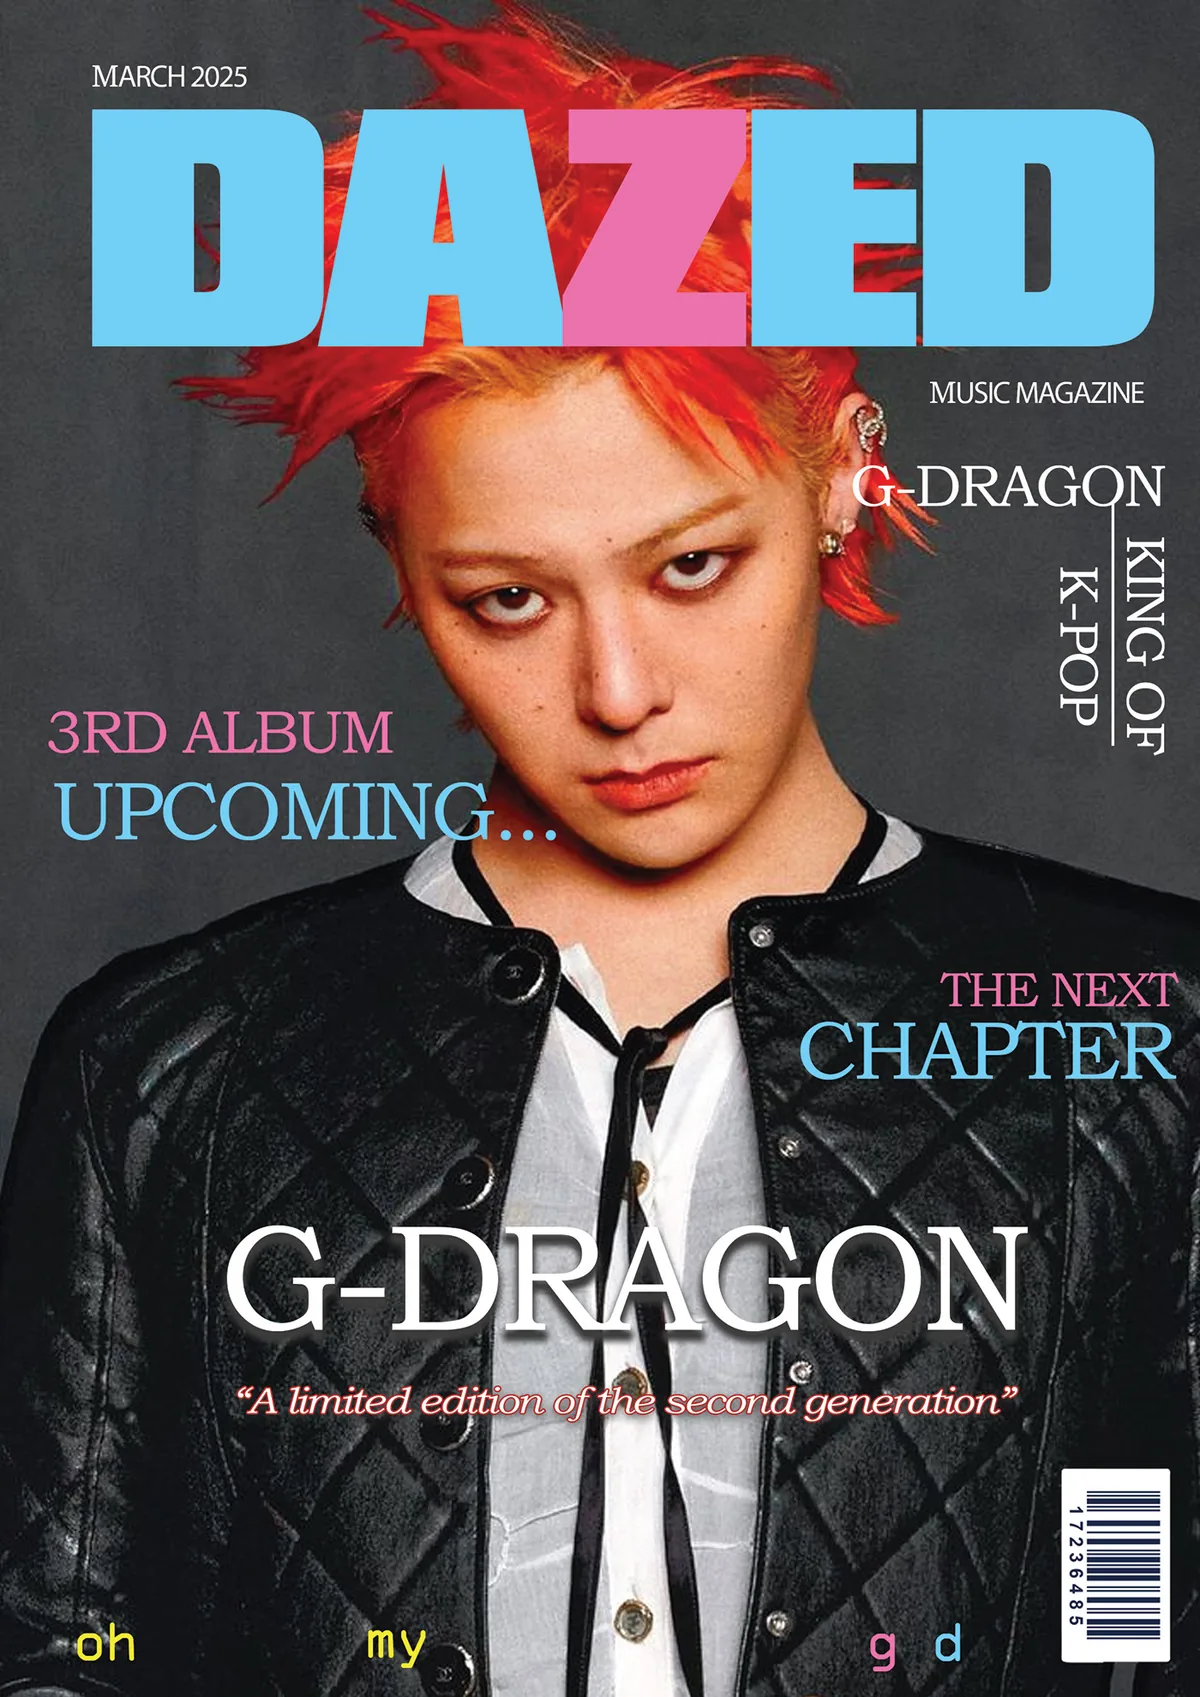 MARCH 2025
DAZED
MUSIC MAGAZINE
G-DRAGON
KING OF
K-POP
3RD ALBUM
UPCOMING...
THE NEXT
CHAPTER
G-DRAGON
“A limited edition of the second generation”
17236485
oh my g d